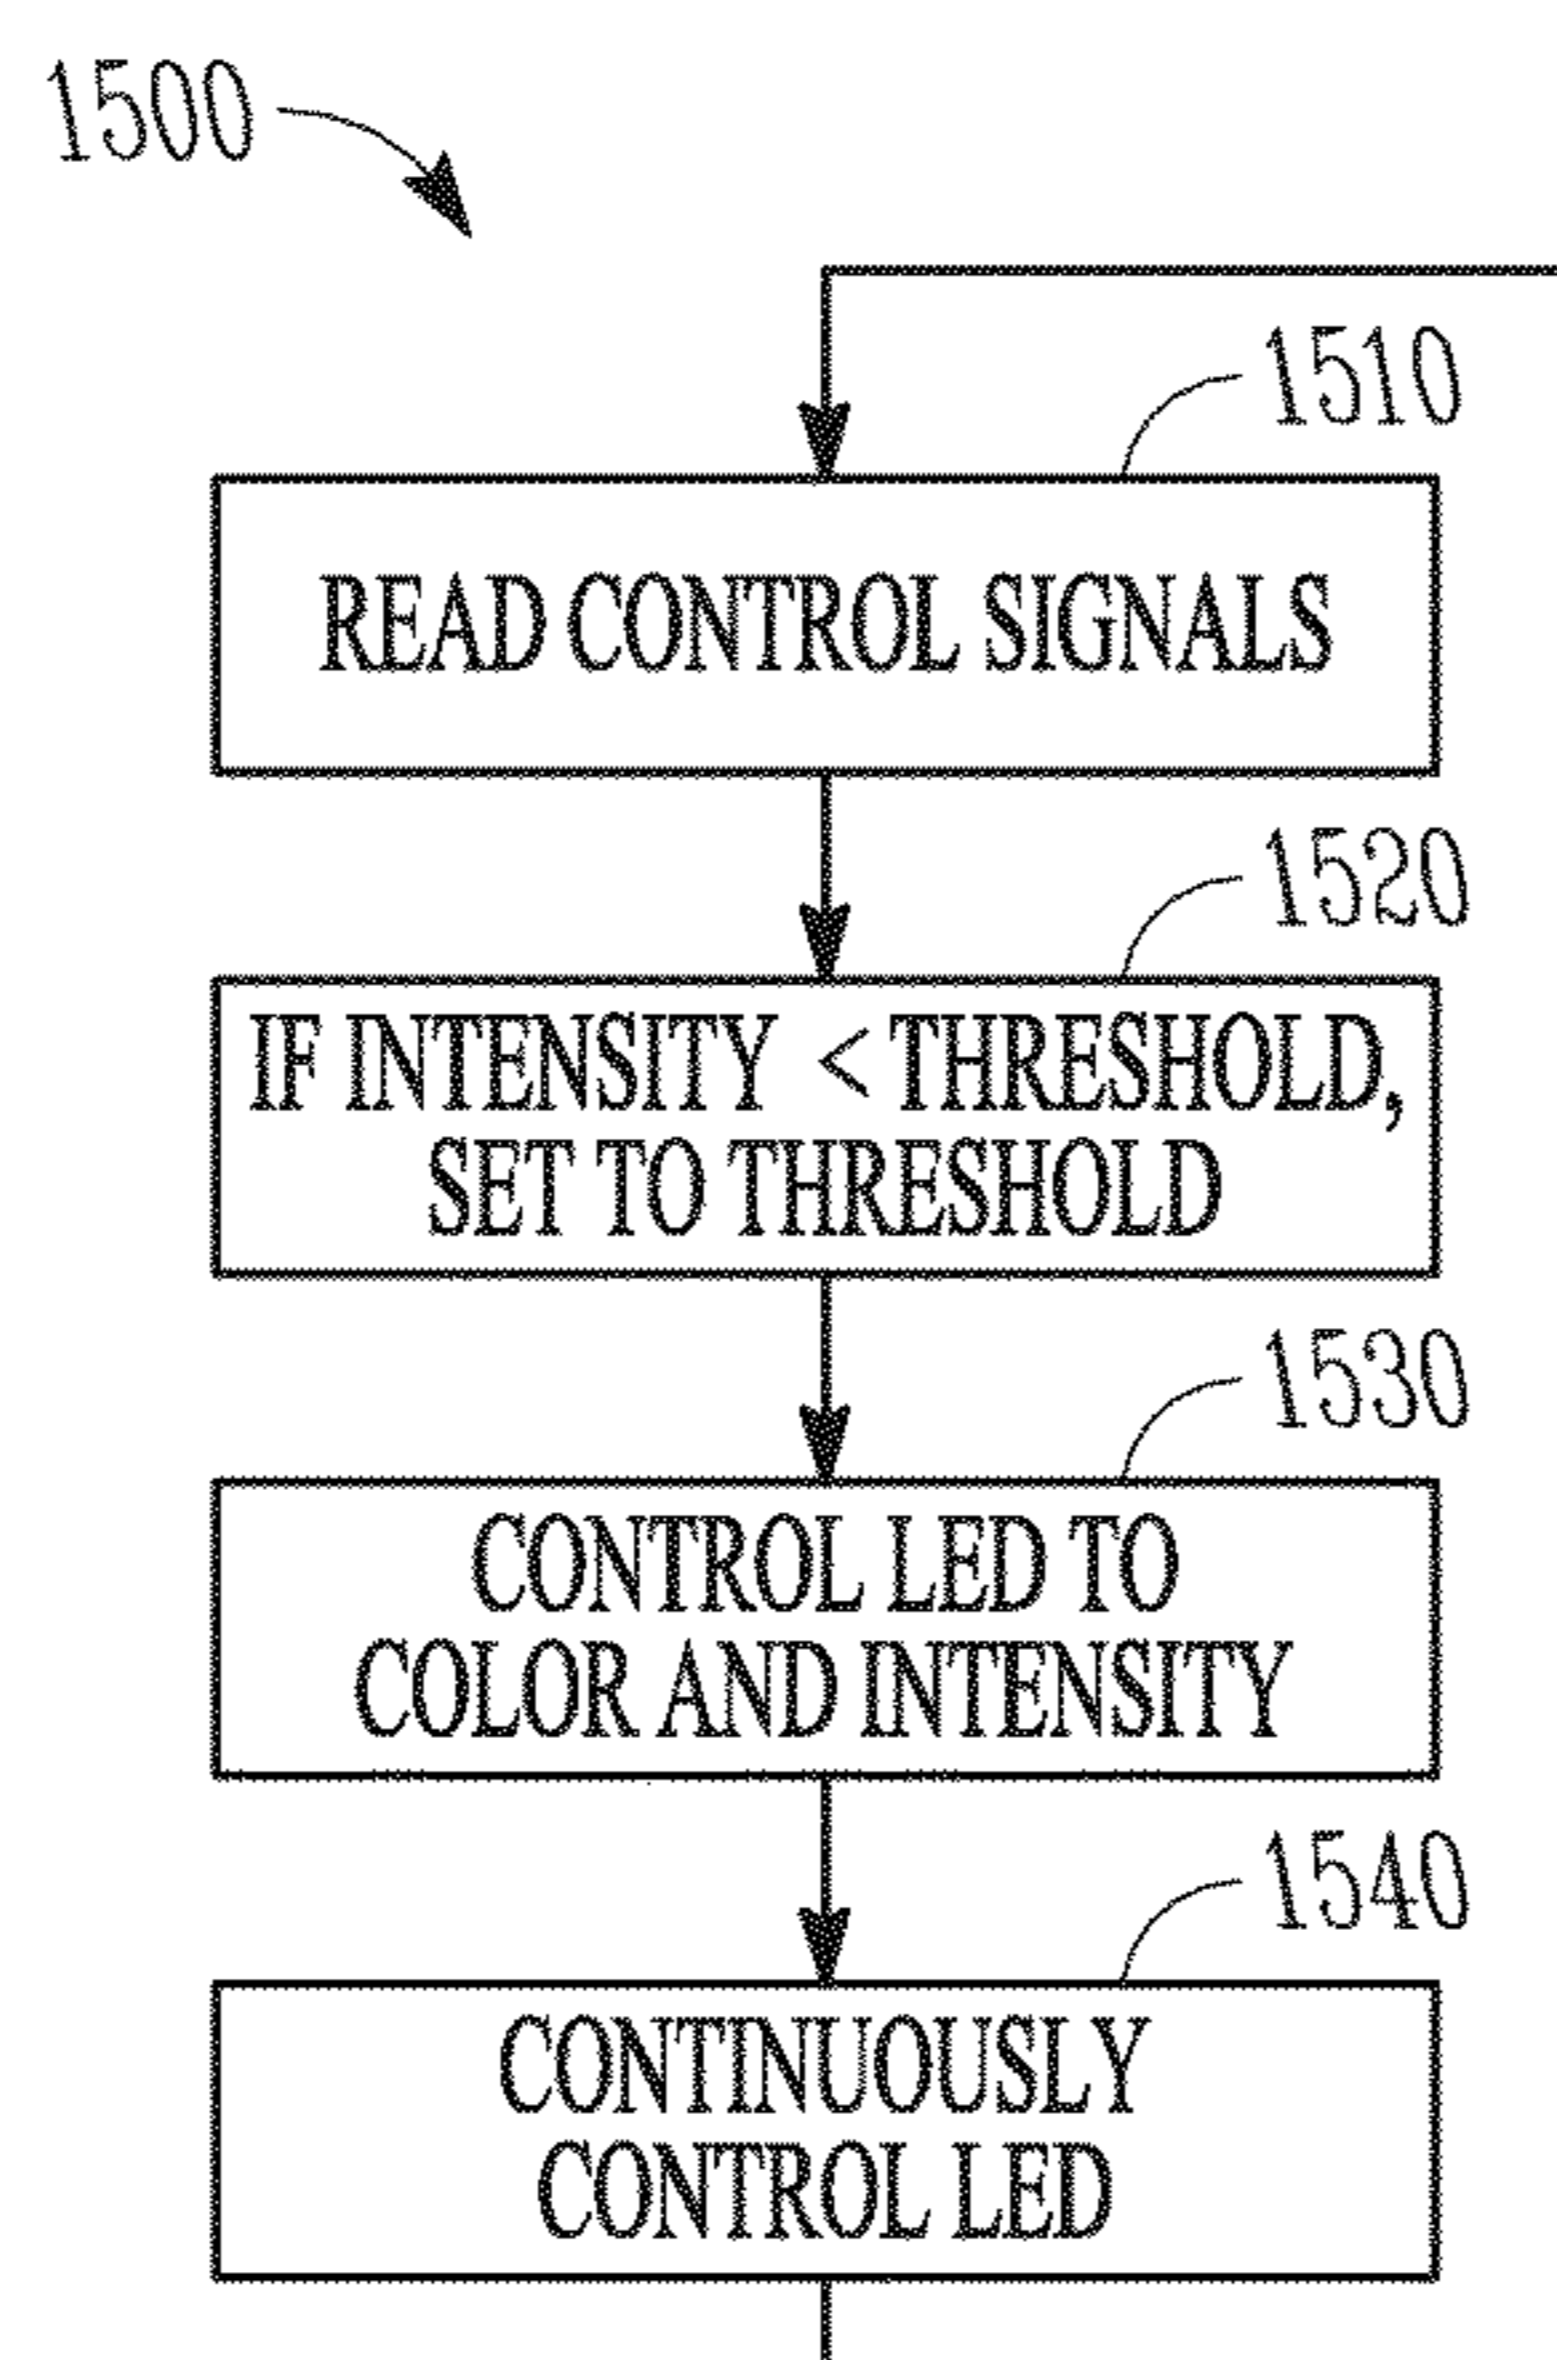 1500
1510
READ CONTROL SIGNALS
1520
IF INTENSITY < THRESHOLD,
SET TO THRESHOLD
1530
CONTROL LED TO
COLOR AND INTENSITY
1540
CONTINUOUSLY
CONTROL LED